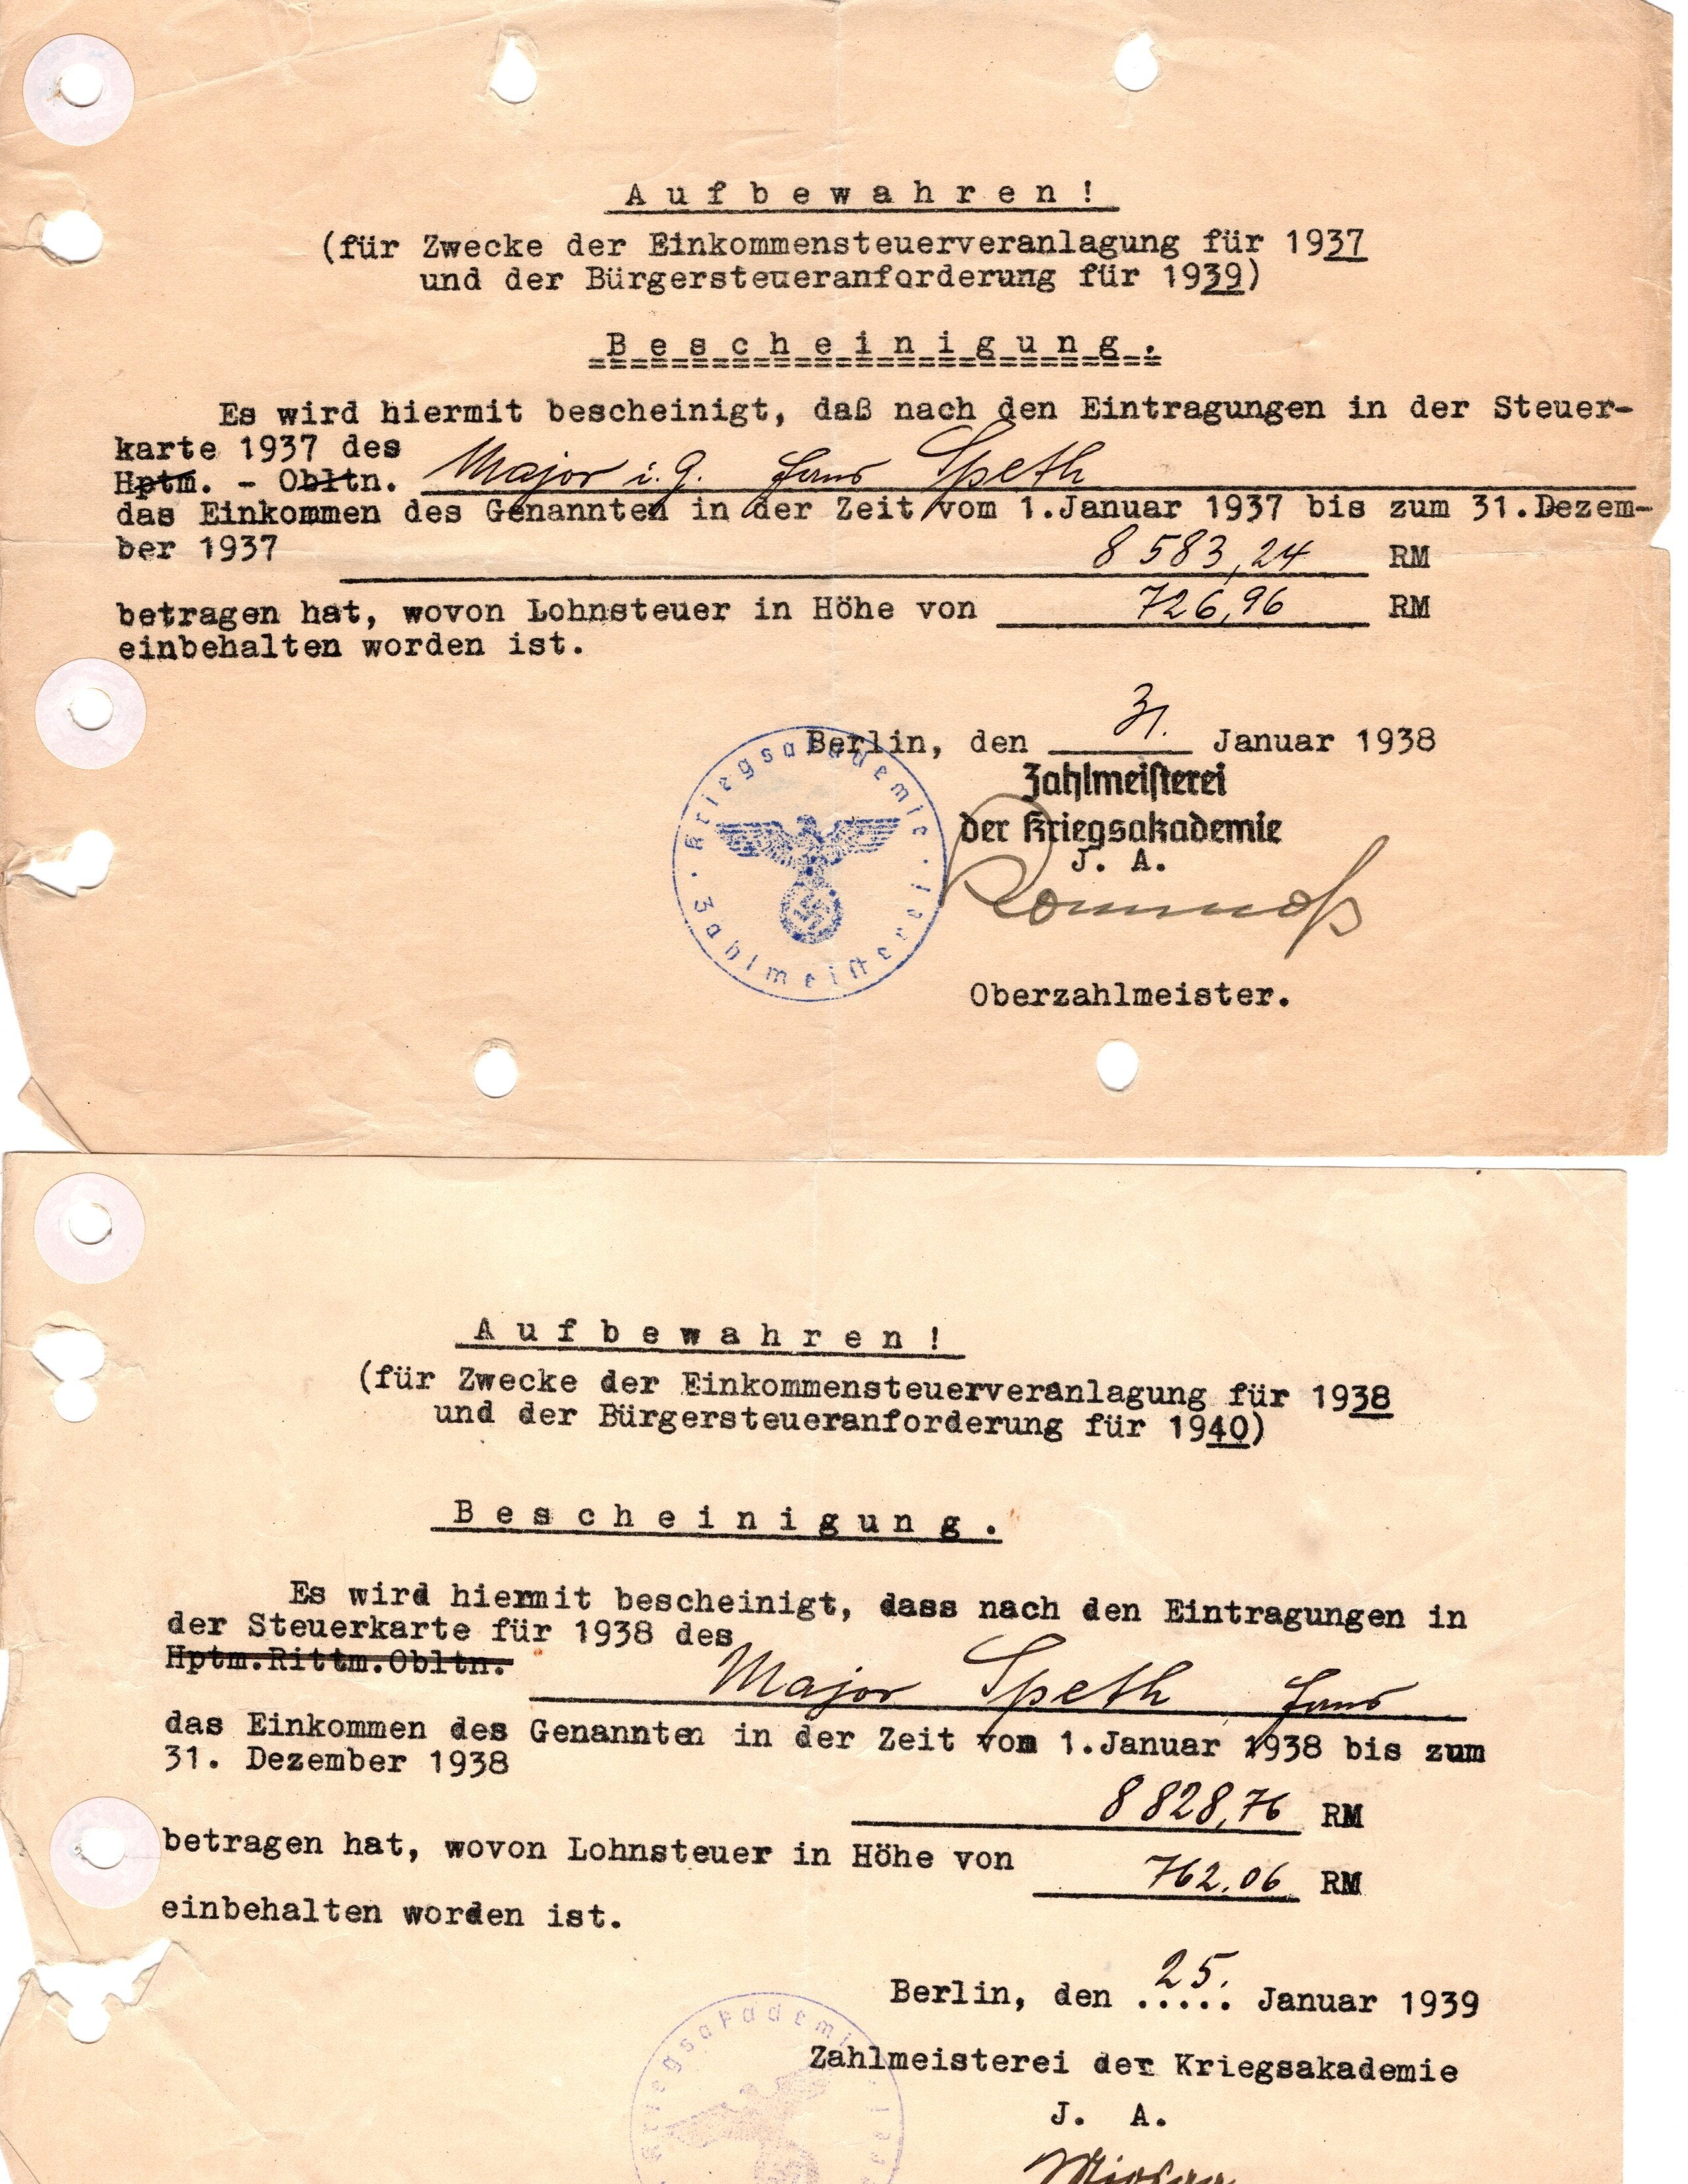 Aufbewahren!
(für Zwecke der Einkommensteuerveranlagung für 1937
und der Bürgersteueranforderung für 1939)
Bescheinigung.
Es wird hiermit bescheinigt, daß nach den Eintragungen in der Steuer-
karte 1937 des
Hptm. - Obltn. Major i. G. Hans Speth
das Einkommen des Genannten in der Zeit vom 1.Januar 1937 bis zum 31.Dezem-
ber 1937 8 583,24 RM
betragen hat, wovon Lohnsteuer in Höhe von 726,96 RM
einbehalten worden ist.
Berlin, den 31. Januar 1938
Zahlmeisterei
der Kriegsakademie
J. A.
Oberzahlmeister.
Kriegsakademie · Zahlmeisterei
Aufbewahren!
(für Zwecke der Einkommensteuerveranlagung für 1938
und der Bürgersteueranforderung für 1940)
Bescheinigung.
Es wird hiermit bescheinigt, dass nach den Eintragungen in
der Steuerkarte für 1938 des
Hptm.Rittm.Obltn. Major Speth, Hans
das Einkommen des Genannten in der Zeit vom 1.Januar 1938 bis zum
31. Dezember 1938
8 828,76 RM
betragen hat, wovon Lohnsteuer in Höhe von 762,06 RM
einbehalten worden ist.
Berlin, den 25. Januar 1939
Zahlmeisterei der Kriegsakademie
J. A.
Kriegsakademie